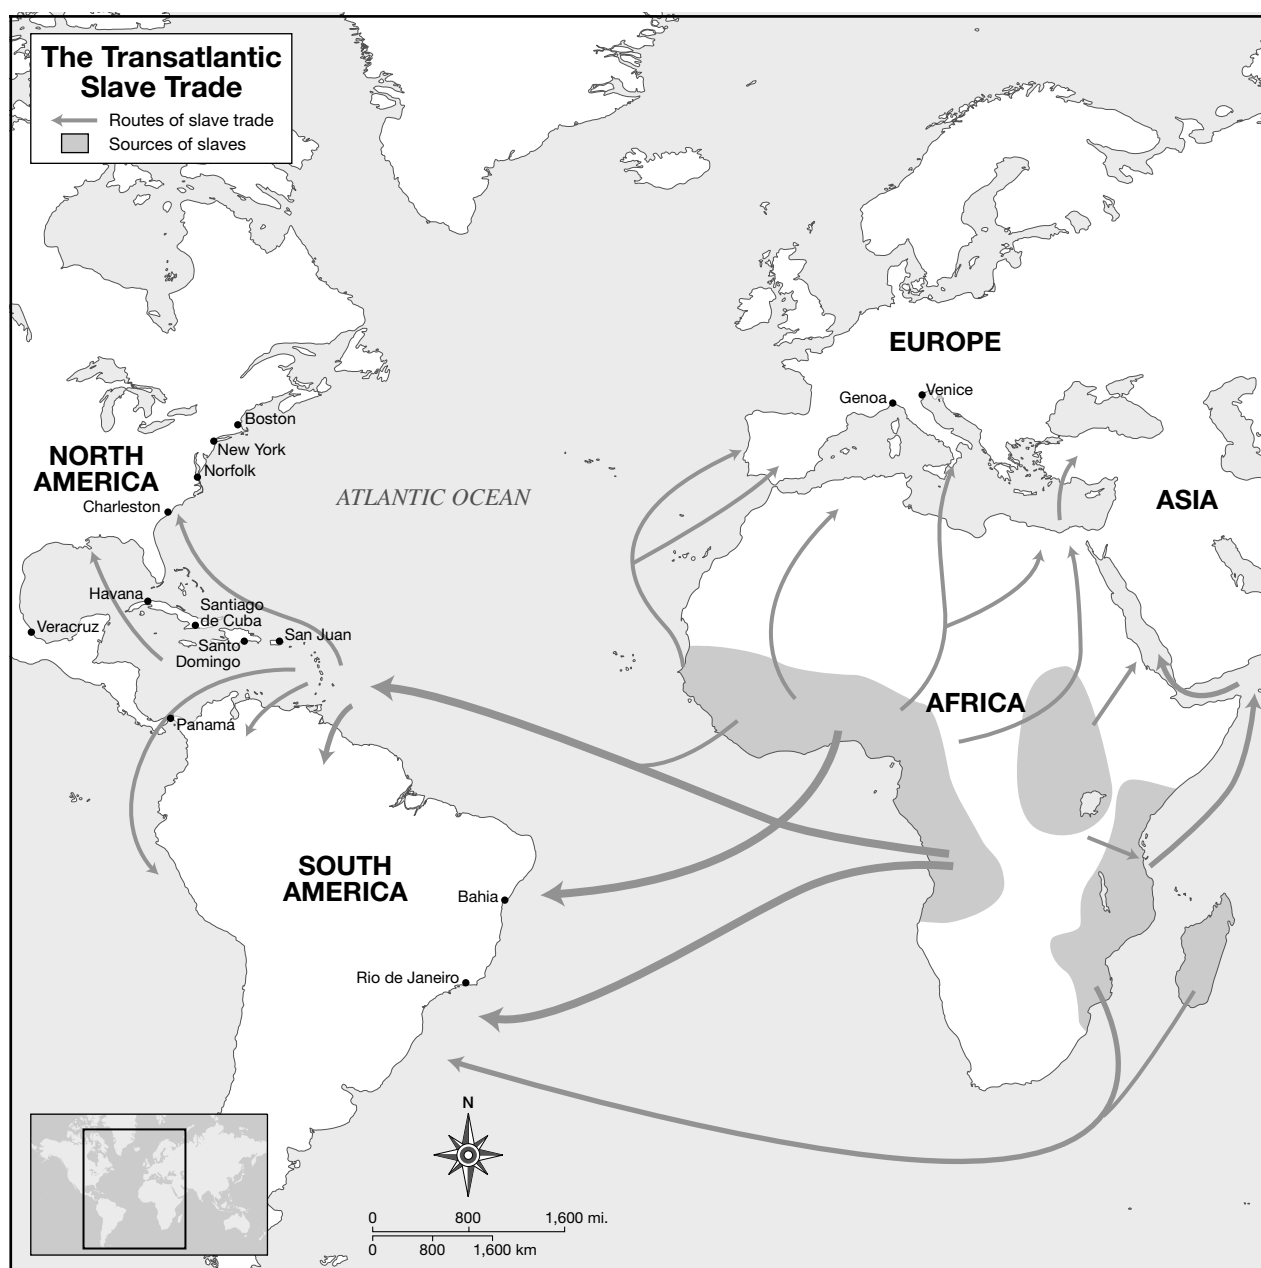 The Transatlantic
Slave Trade
Routes of slave trade
Sources of slaves
EUROPE
Genoa
Venice
Boston
New York
NORTH
AMERICA
Norfolk
Charleston
ATLANTIC OCEAN
ASIA
Havana
Santiago
de Cuba
Veracruz
San Juan
Santo
Domingo
Panamá
AFRICA
SOUTH
AMERICA
Bahia
Rio de Janeiro
N
0 800 1,600 mi.
0 800 1,600 km